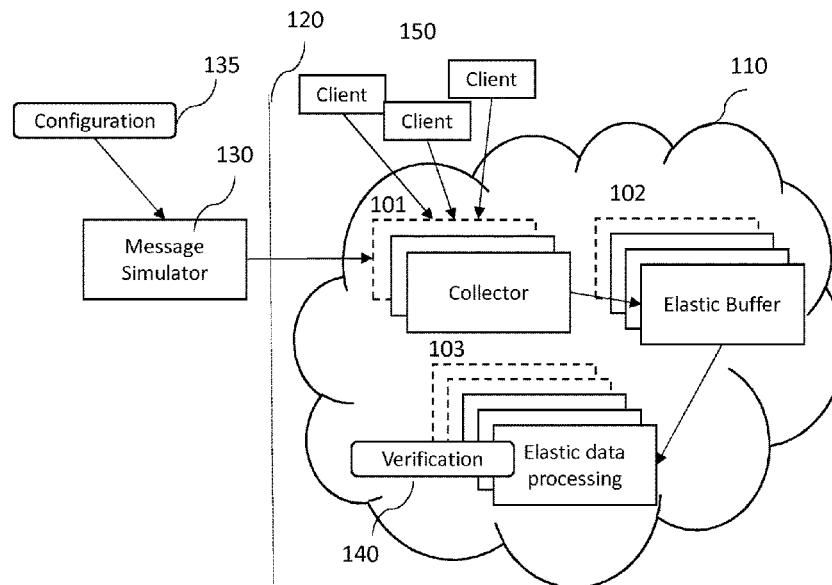 120
150
135
110
Client
Client
Client
Configuration
130
101
102
Message
Simulator
Collector
Elastic Buffer
103
Verification
Elastic data
processing
140